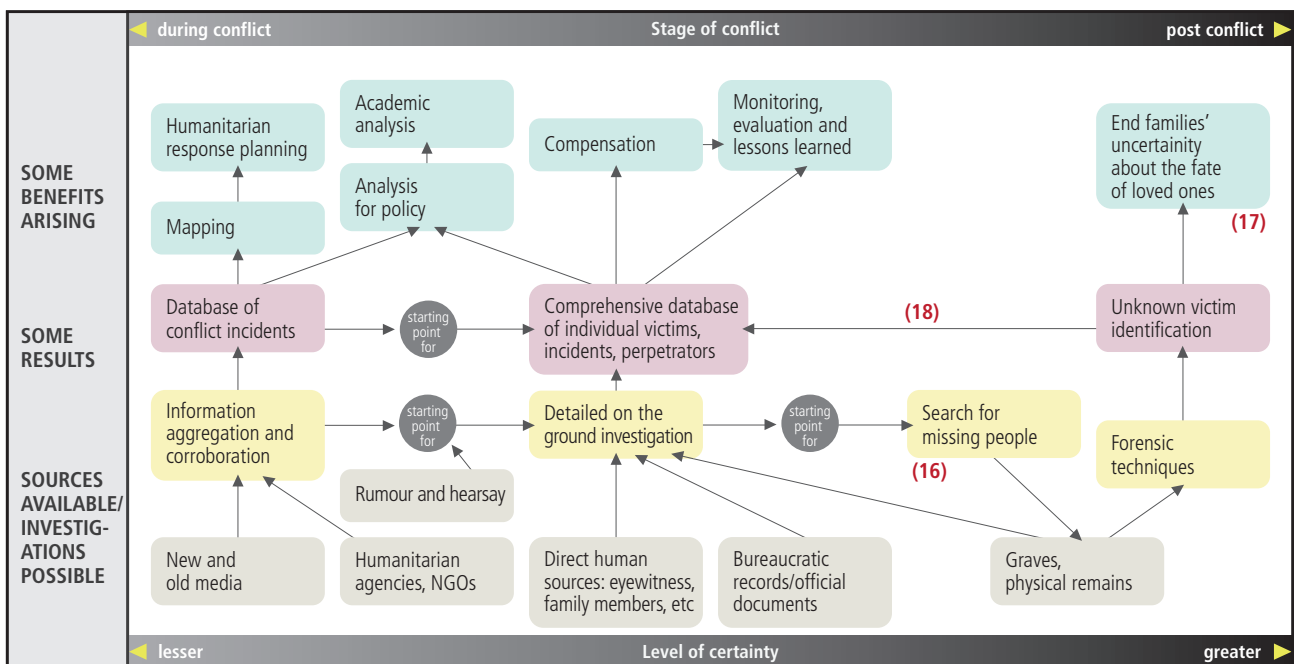 during conflict
Stage of conflict
post conflict
SOME
BENEFITS
ARISING
Humanitarian
response planning
Academic
analysis
Compensation
Monitoring,
evaluation and
lessons learned
End families'
uncertainity
about the fate
of loved ones
(17)
Mapping
Analysis
for policy
SOME
RESULTS
Database of
conflict incidents
starting
point
for
Comprehensive database
of individual victims,
incidents, perpetrators
(18)
Unknown victim
identification
SOURCES
AVAILABLE/
INVESTIG-
ATIONS
POSSIBLE
Information
aggregation and
corroboration
starting
point
for
Detailed on the
ground investigation
starting
point
for
Search for
missing people
(16)
Forensic
techniques
Rumour and hearsay
New and
old media
Humanitarian
agencies, NGOs
Direct human
sources: eyewitness,
family members, etc
Bureaucratic
records/official
documents
Graves,
physical remains
lesser
Level of certainty
greater